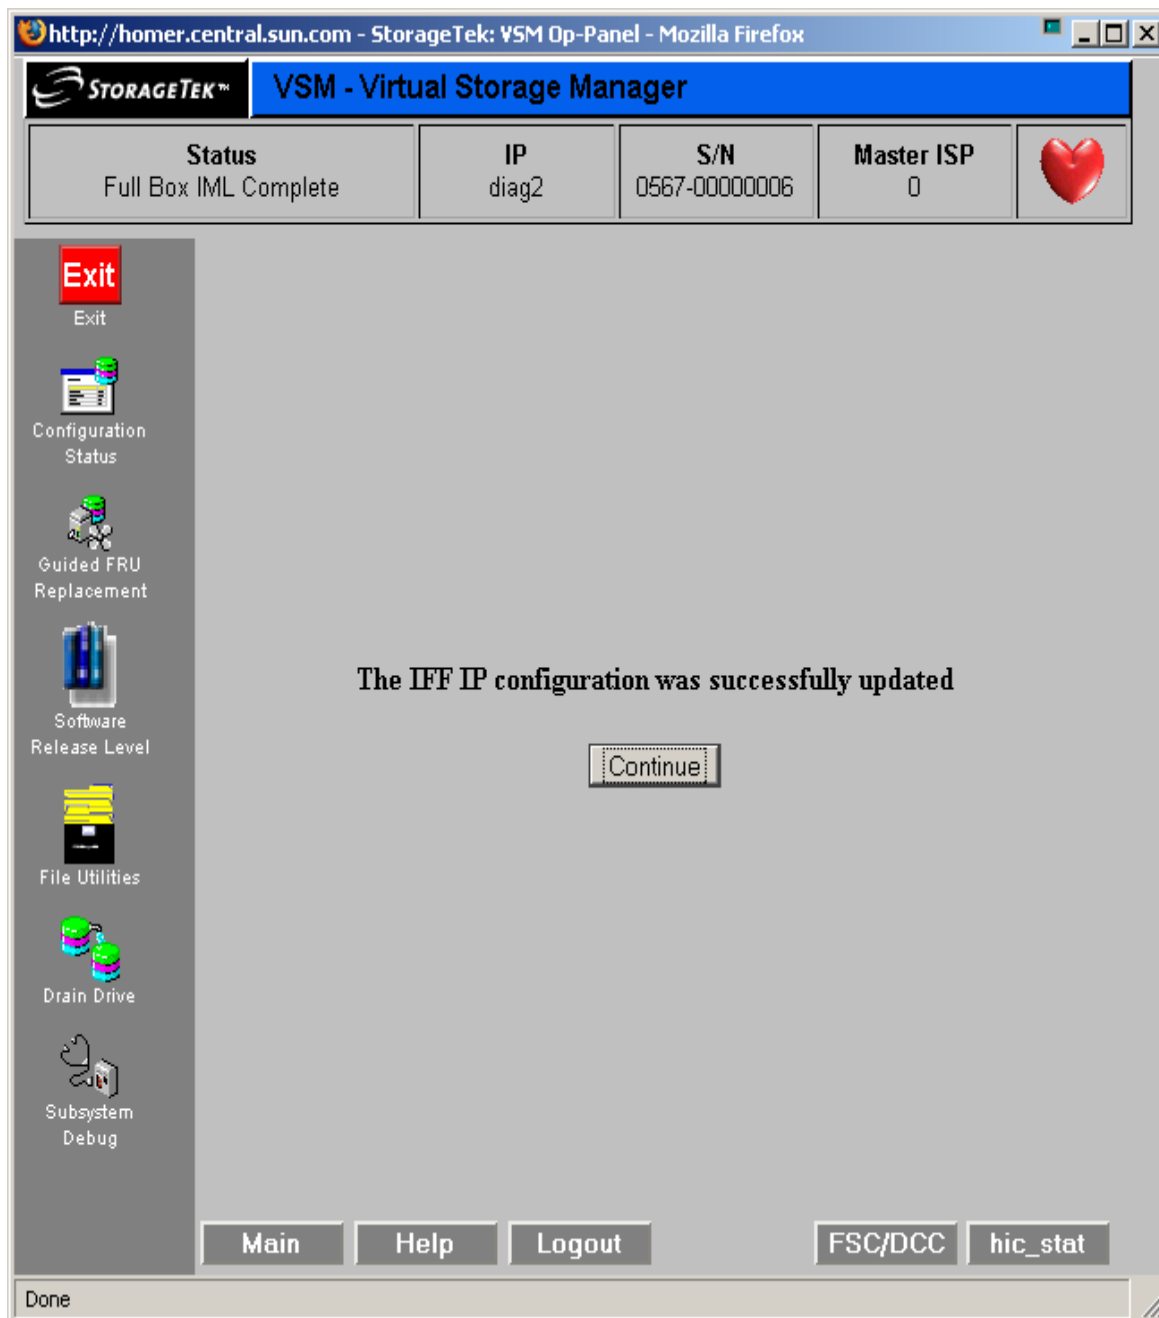 http://homer.central.sun.com - StorageTek: VSM Op-Panel - Mozilla Firefox
STORAGETEK™
VSM - Virtual Storage Manager
Status
Full Box IML Complete
IP
diag2
S/N
0567-00000006
Master ISP
0
Exit
Exit
Configuration
Status
Guided FRU
Replacement
Software
Release Level
File Utilities
Drain Drive
Subsystem
Debug
The IFF IP configuration was successfully updated
Continue
Main
Help
Logout
FSC/DCC
hic_stat
Done